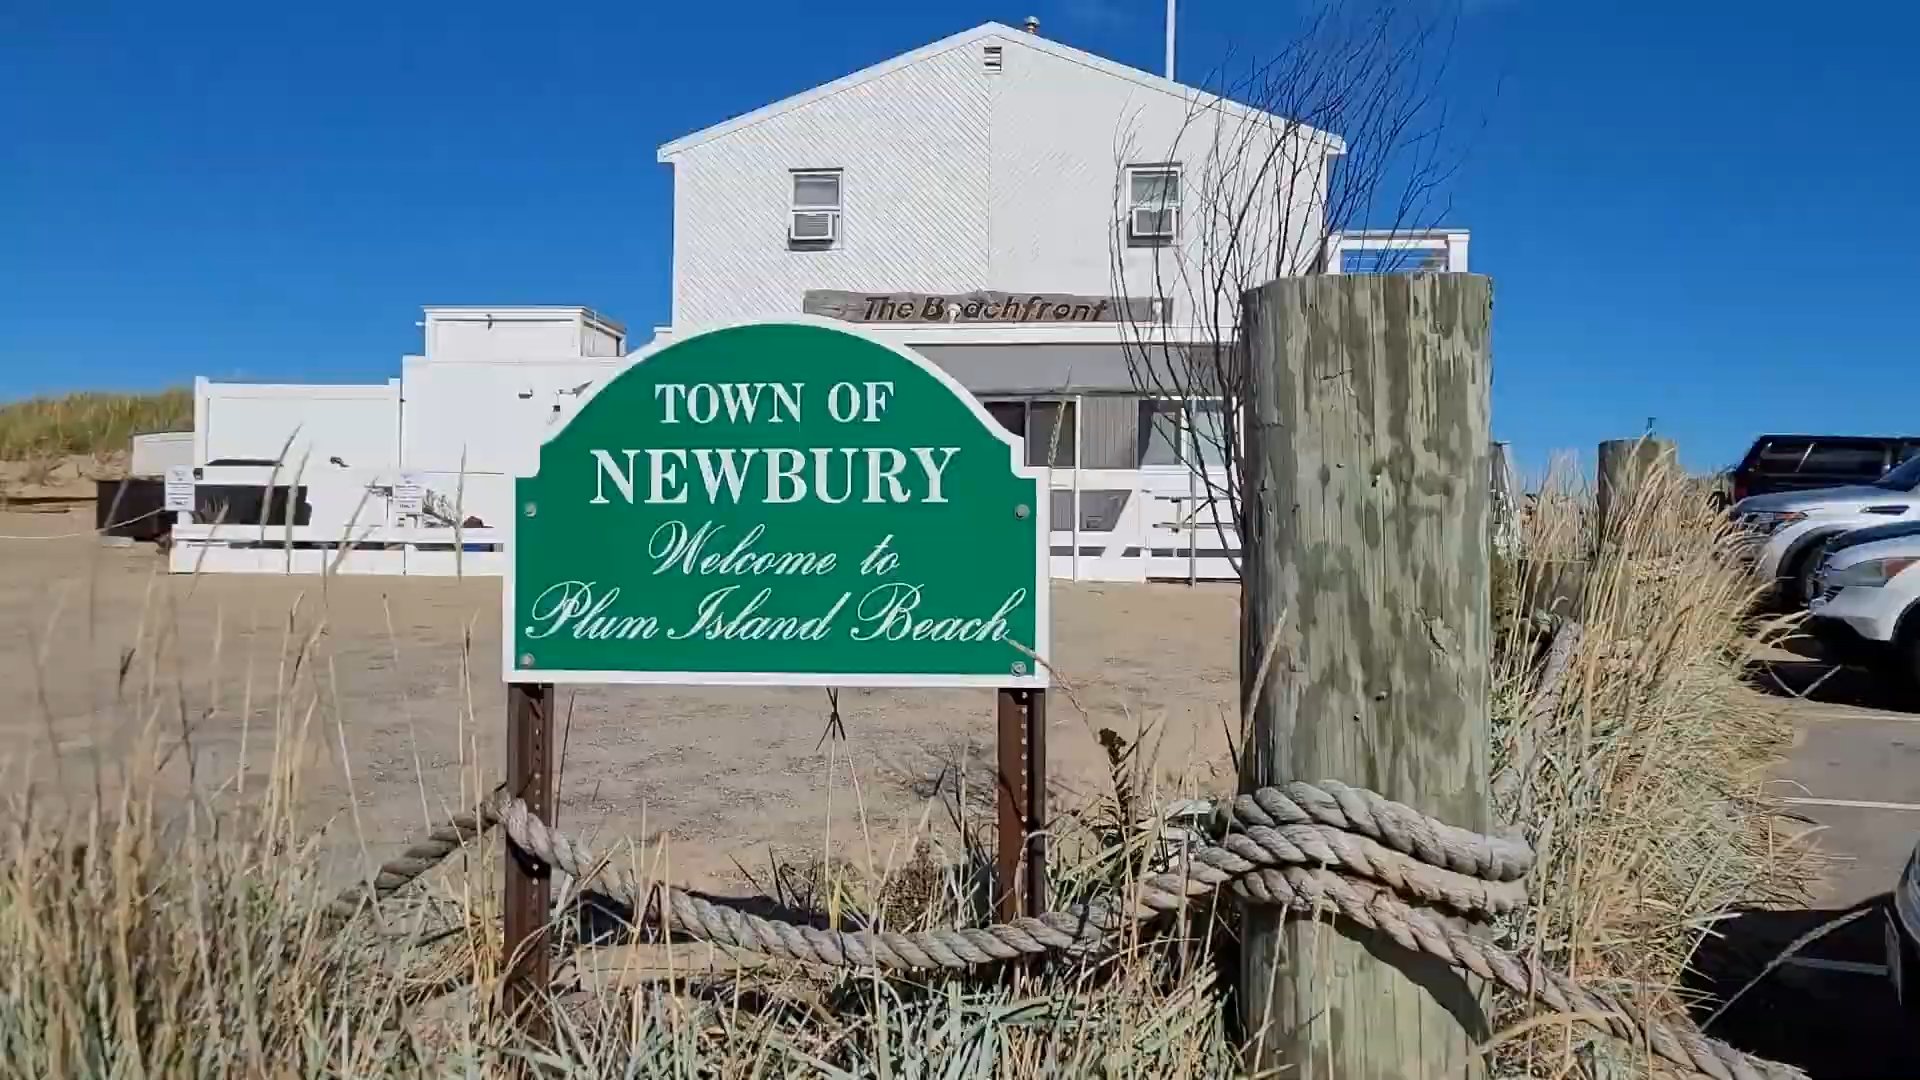 The Beachfront
TOWN OF
NEWBURY
Welcome to
Plum Island Beach